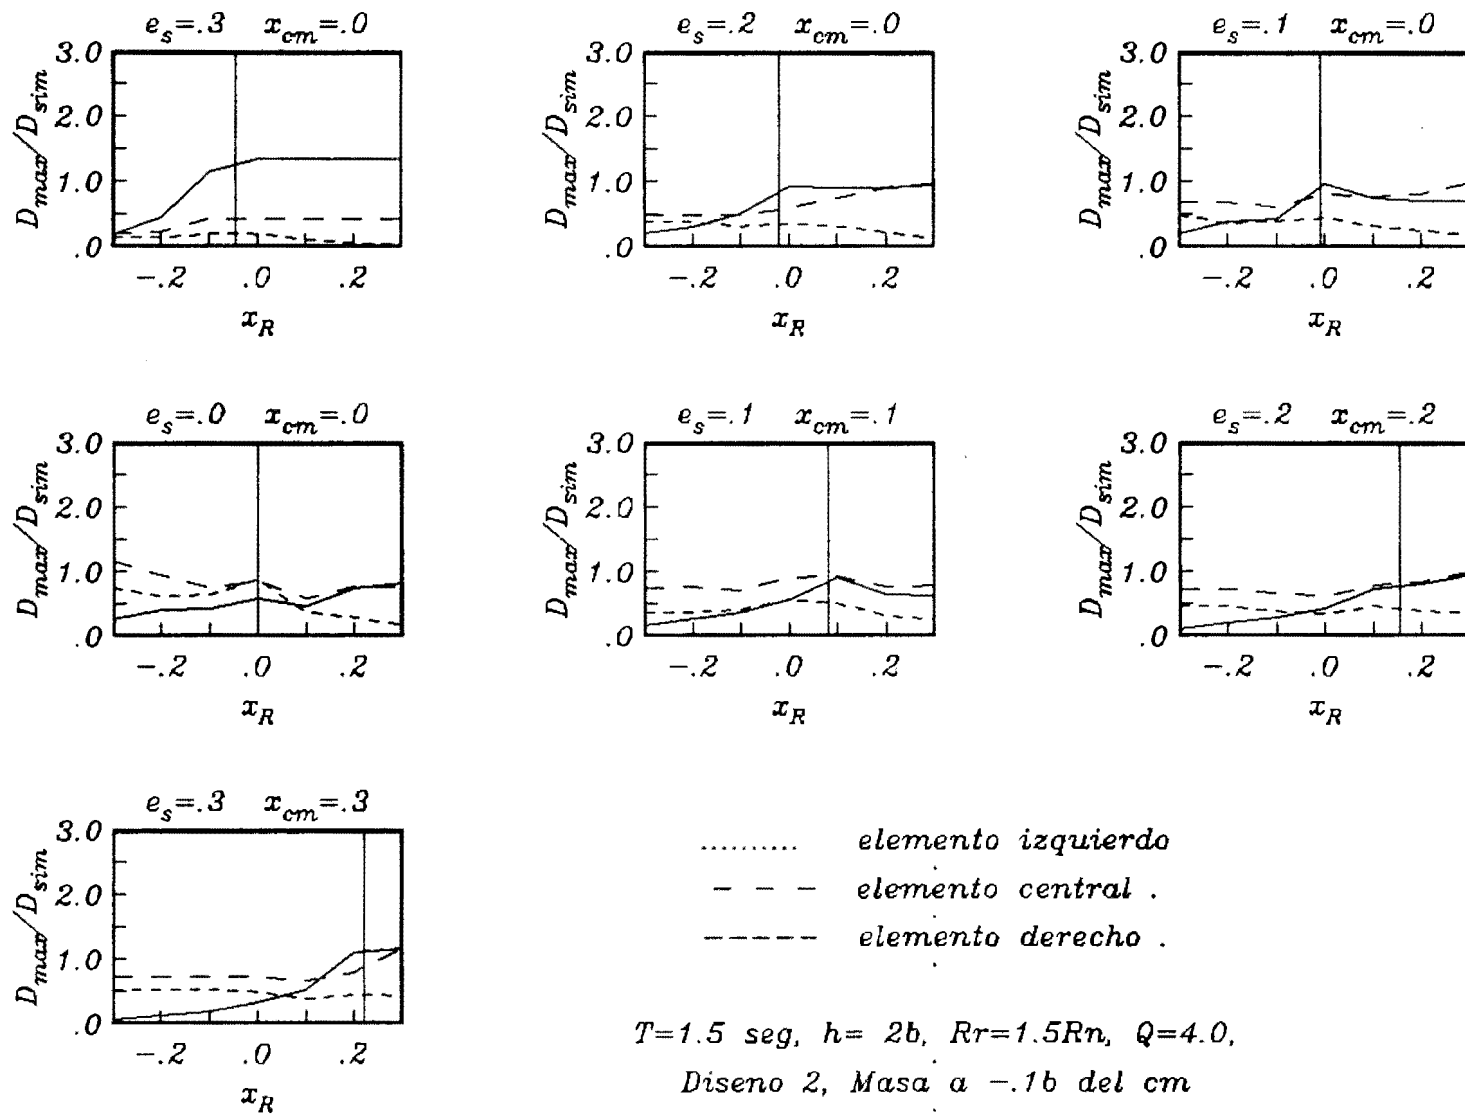 e_s=.3 x_cm=.0
3.0
2.0
1.0
.0
D_max/D_sim
-.2 .0 .2
x_R
e_s=.2 x_cm=.0
3.0
2.0
1.0
.0
D_max/D_sim
-.2 .0 .2
x_R
e_s=.1 x_cm=.0
3.0
2.0
1.0
.0
D_max/D_sim
-.2 .0 .2
x_R
e_s=.0 x_cm=.0
3.0
2.0
1.0
.0
D_max/D_sim
-.2 .0 .2
x_R
e_s=.1 x_cm=.1
3.0
2.0
1.0
.0
D_max/D_sim
-.2 .0 .2
x_R
e_s=.2 x_cm=.2
3.0
2.0
1.0
.0
D_max/D_sim
-.2 .0 .2
x_R
e_s=.3 x_cm=.3
3.0
2.0
1.0
.0
D_max/D_sim
-.2 .0 .2
x_R
elemento izquierdo
elemento central .
elemento derecho .
T=1.5 seg, h= 2b, Rr=1.5Rn, Q=4.0,
Diseno 2, Masa a -.1b del cm